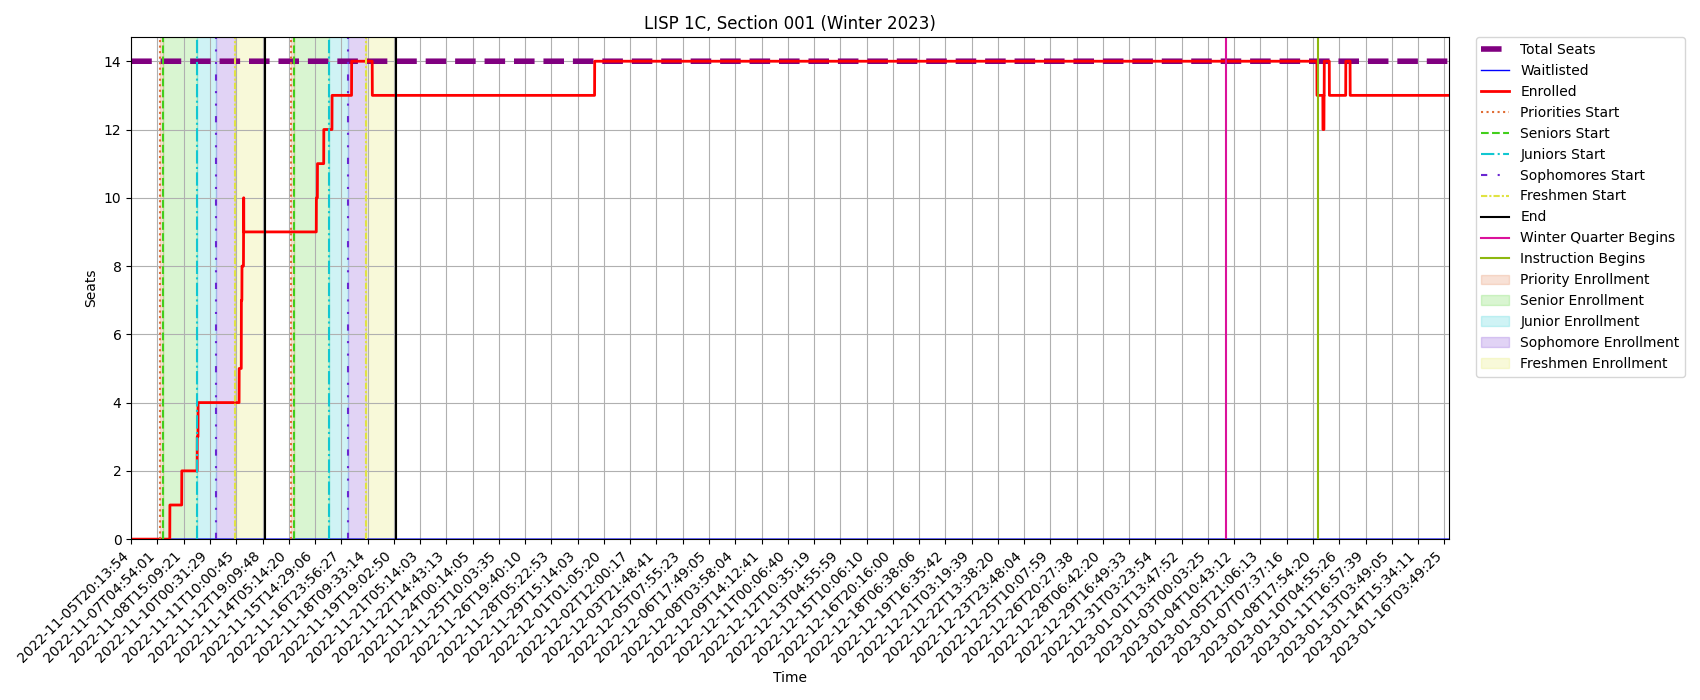 LISP 1C, Section 001 (Winter 2023)
Seats
14
12
10
8
6
4
2
0
2022-11-05T20:13:54
2022-11-07T04:54:01
2022-11-08T15:09:21
2022-11-10T00:31:29
2022-11-11T10:00:45
2022-11-12T19:09:48
2022-11-14T05:14:20
2022-11-15T14:29:06
2022-11-16T23:56:27
2022-11-18T09:33:14
2022-11-19T19:02:50
2022-11-21T05:14:03
2022-11-22T14:43:13
2022-11-24T00:14:05
2022-11-25T10:03:35
2022-11-26T19:40:10
2022-11-28T05:22:53
2022-11-29T15:14:03
2022-12-01T01:05:20
2022-12-02T12:00:17
2022-12-03T21:48:41
2022-12-05T07:55:23
2022-12-06T17:49:05
2022-12-08T03:58:04
2022-12-09T14:12:41
2022-12-11T00:06:40
2022-12-12T10:35:19
2022-12-13T14:55:59
2022-12-15T10:06:10
2022-12-16T20:16:00
2022-12-18T06:38:06
2022-12-19T16:35:42
2022-12-21T03:19:39
2022-12-22T13:38:20
2022-12-23T23:48:04
2022-12-25T10:07:59
2022-12-26T20:27:38
2022-12-28T06:42:20
2022-12-29T16:49:33
2022-12-31T03:23:54
2023-01-01T13:47:52
2023-01-03T00:03:25
2023-01-04T10:43:12
2023-01-05T21:06:13
2023-01-07T07:37:16
2023-01-08T17:54:20
2023-01-10T04:55:26
2023-01-11T16:57:39
2023-01-13T03:49:05
2023-01-14T15:34:11
2023-01-16T03:49:25
Time
Total Seats
Waitlisted
Enrolled
Priorities Start
Seniors Start
Juniors Start
Sophomores Start
Freshmen Start
End
Winter Quarter Begins
Instruction Begins
Priority Enrollment
Senior Enrollment
Junior Enrollment
Sophomore Enrollment
Freshmen Enrollment